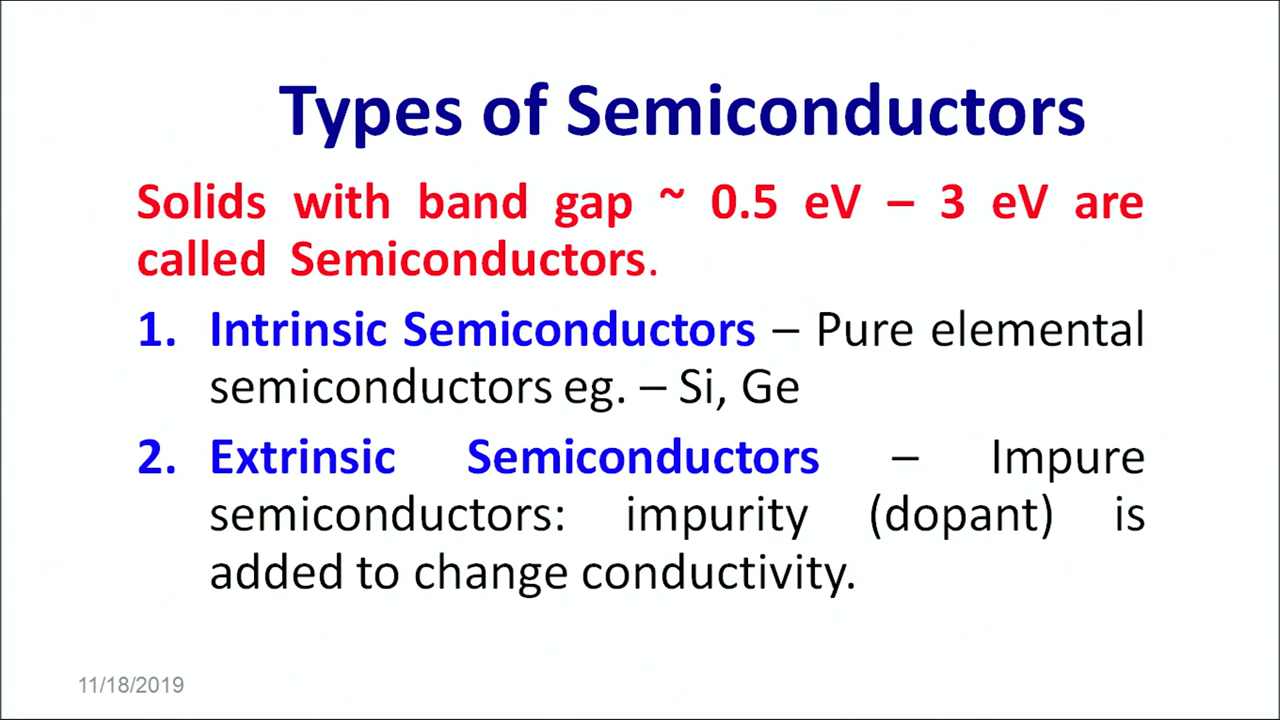 Types of Semiconductors
Solids with band gap ~ 0.5 eV – 3 eV are
called Semiconductors.
1. Intrinsic Semiconductors – Pure elemental
semiconductors eg. – Si, Ge
2. Extrinsic Semiconductors – Impure
semiconductors: impurity (dopant) is
added to change conductivity.
11/18/2019